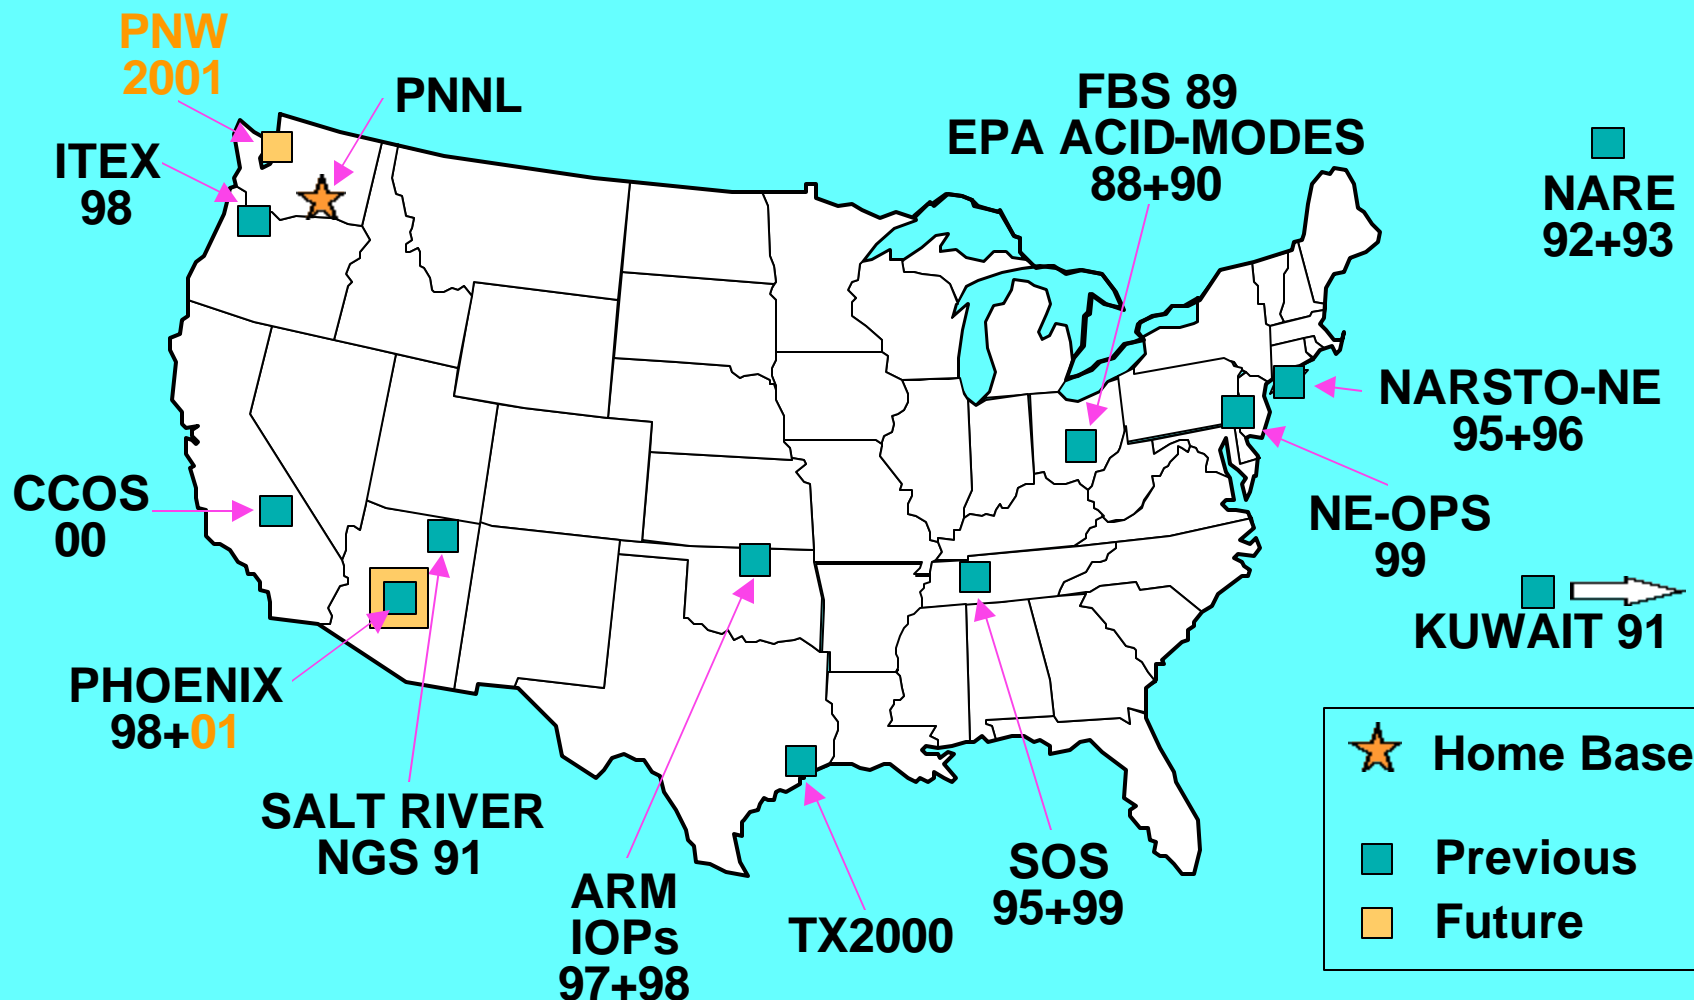 PNW
2001
PNNL
ITEX
98
FBS 89
EPA ACID-MODES
88+90
NARE
92+93
NARSTO-NE
95+96
NE-OPS
99
CCOS
00
KUWAIT 91
PHOENIX
98+01
SALT RIVER
NGS 91
ARM
IOPs
97+98
TX2000
SOS
95+99
Home Base
Previous
Future